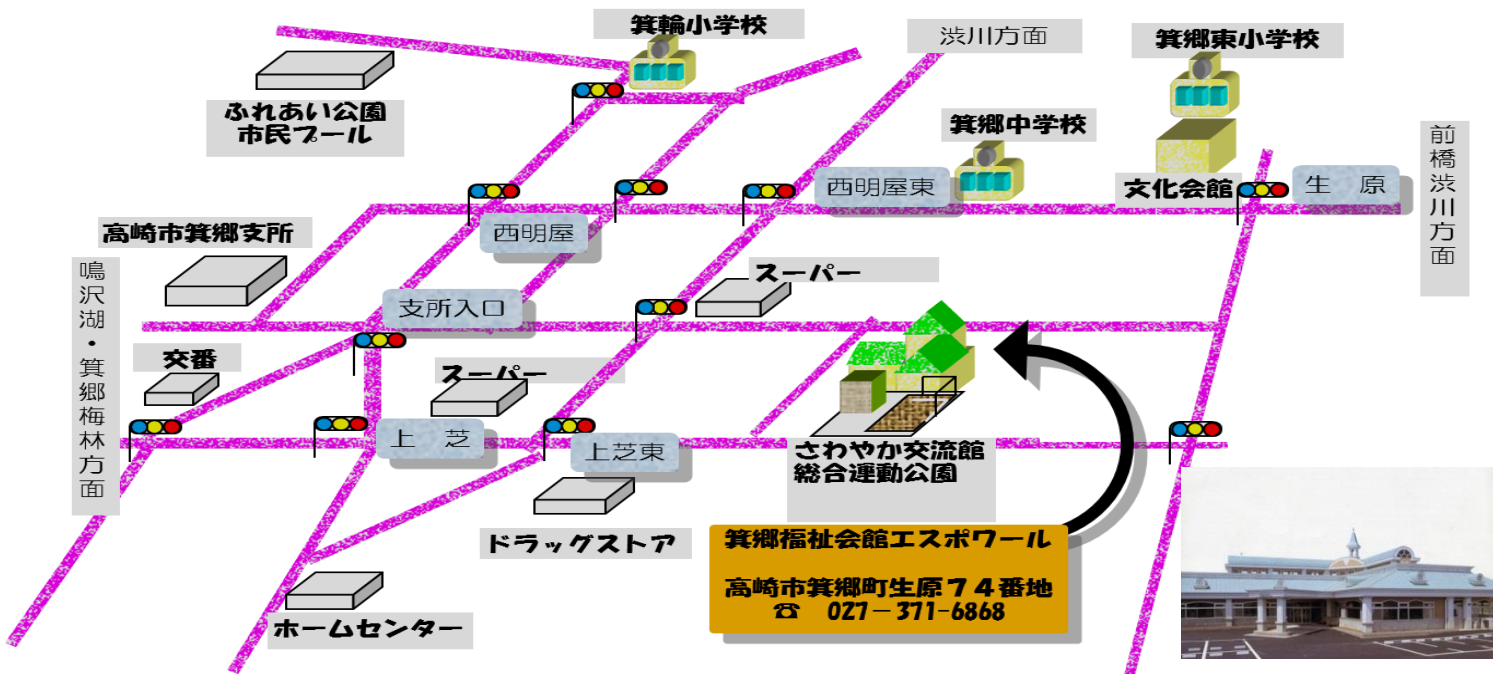 箕輪小学校
渋川方面
箕郷東小学校
ふれあい公園
市民プール
箕郷中学校
前橋渋川方面
西明屋東
文化会館
生　原
高崎市箕郷支所
西明屋
鳴沢湖・箕郷梅林方面
スーパー
支所入口
交番
スーパー
上　芝
上芝東
さわやか交流館
総合運動公園
ドラッグストア
箕郷福祉会館エスポワール
高崎市箕郷町生原７４番地
☎　027－371-6868
ホームセンター